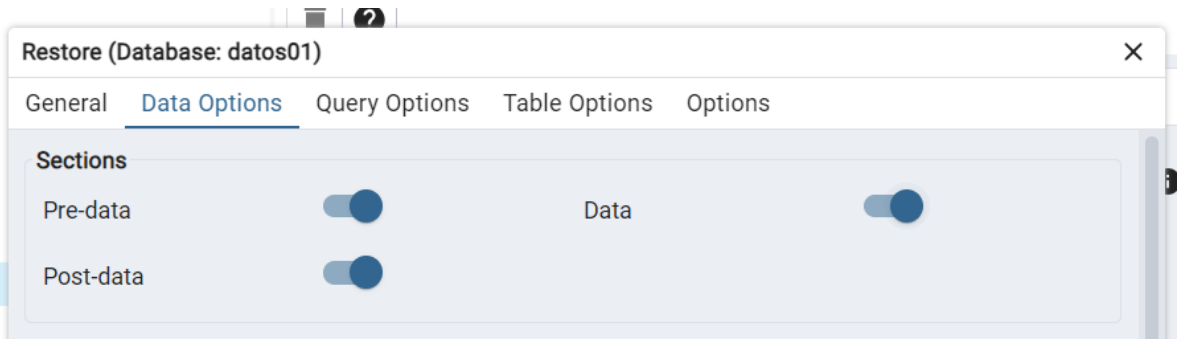 Restore (Database: datos01)
General Data Options Query Options Table Options Options
Sections
Pre-data Data
Post-data